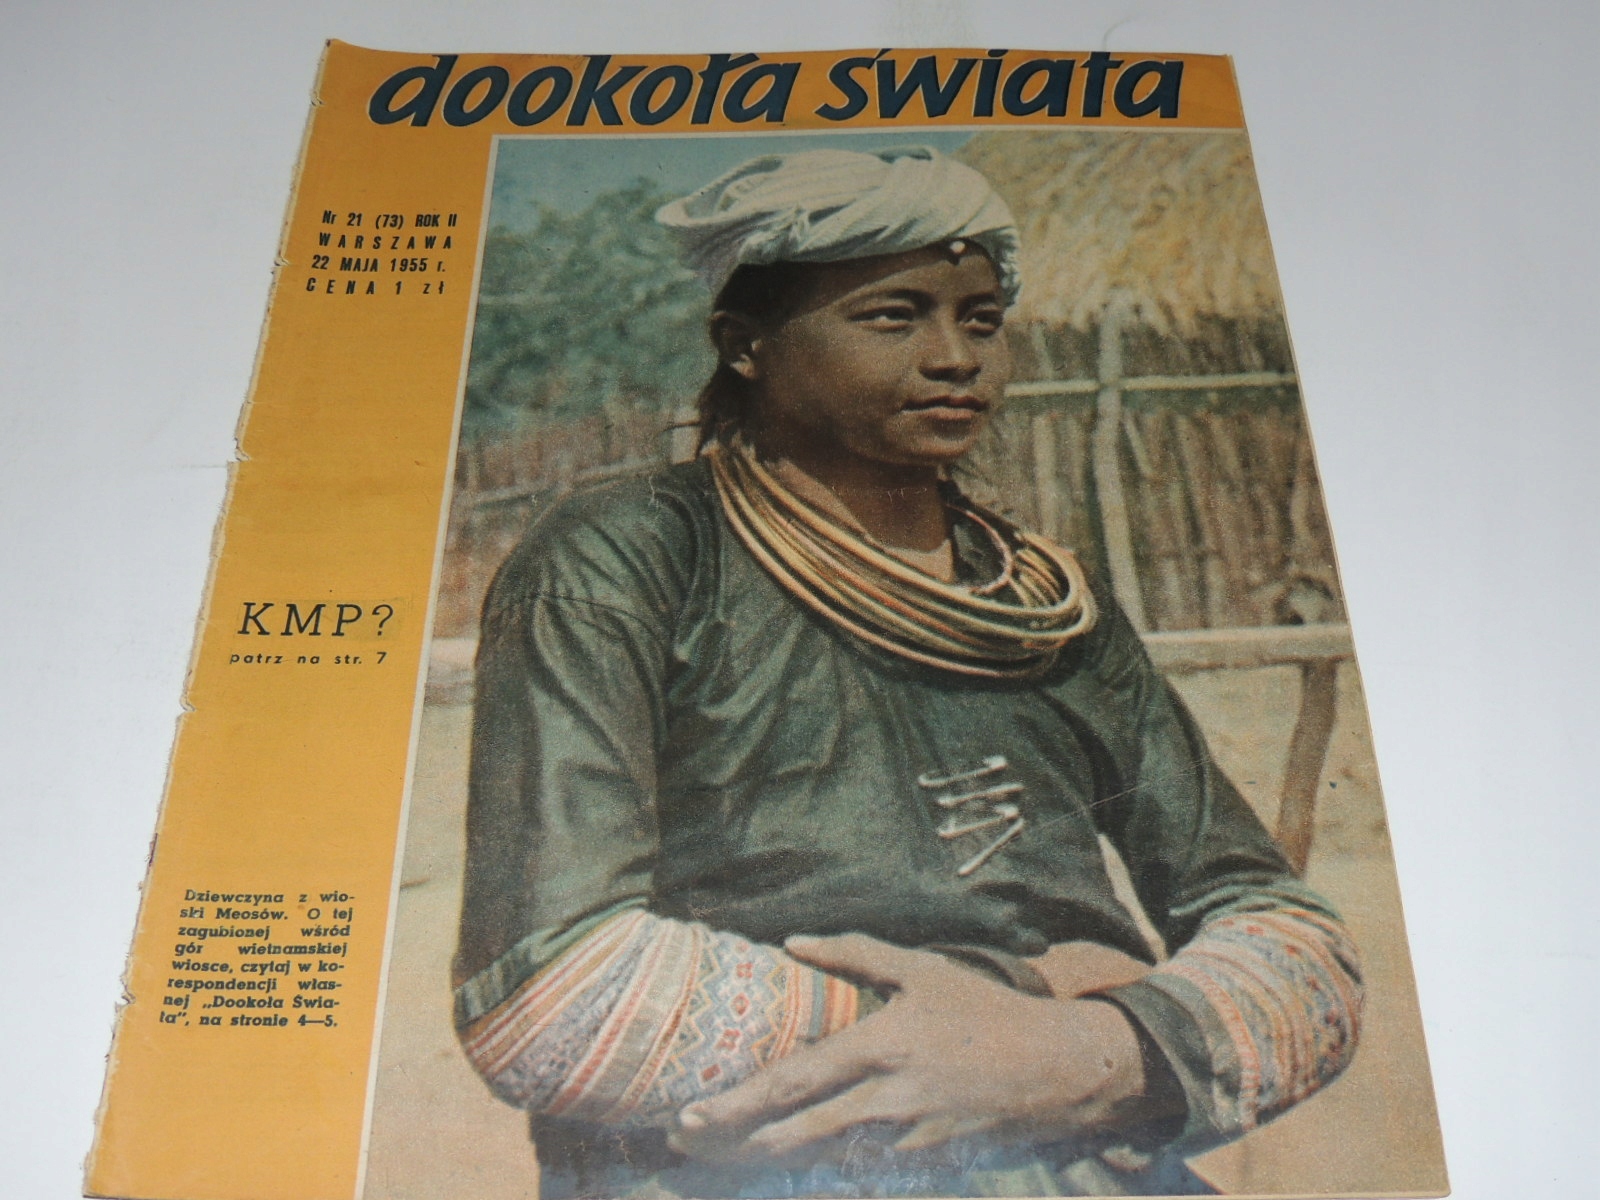 dookoła świata
Nr 21 (73) ROK II
WARSZAWA
22 MAJA 1955 r.
CENA 1 zł
KMP?
patrz na str. 7
Dziewczyna z wio-
ski Meosów. O tej
zagubionej wśród
gór wietnamskiej
wiosce, czytaj w ko-
respondencji włas-
nej „Dookoła Świa-
ta”, na stronie 4—5.